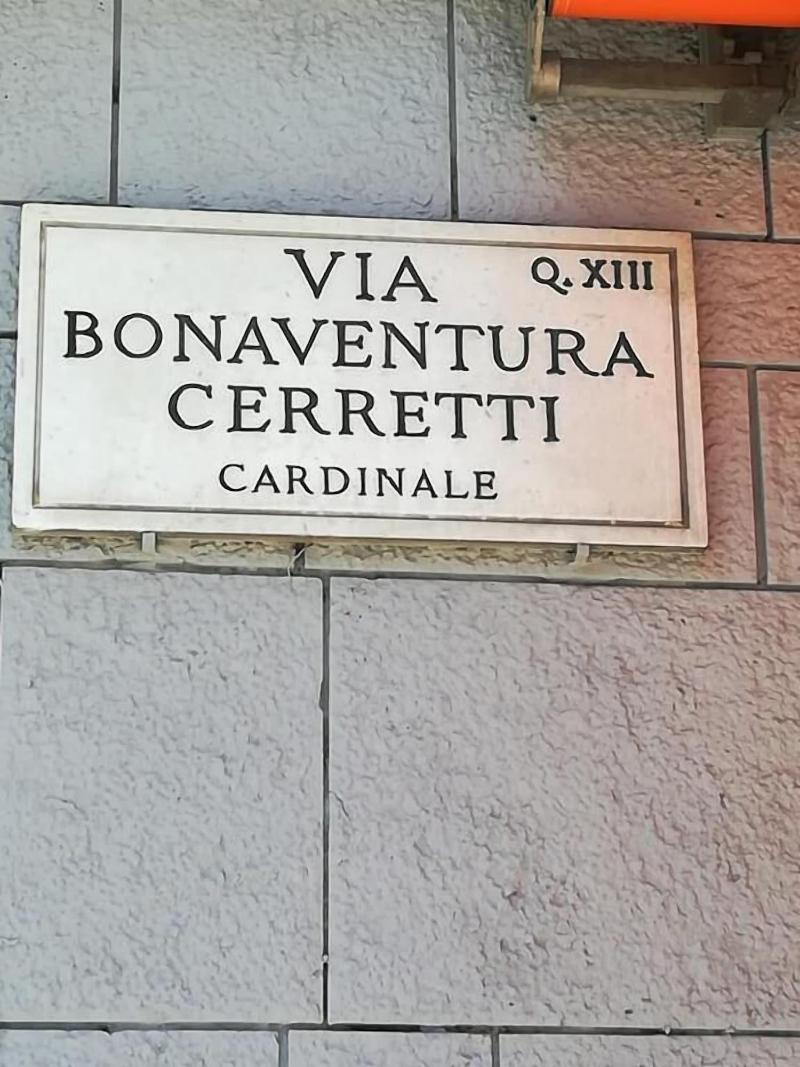 VIA Q. XIII
BONAVENTURA
CERRETTI
CARDINALE